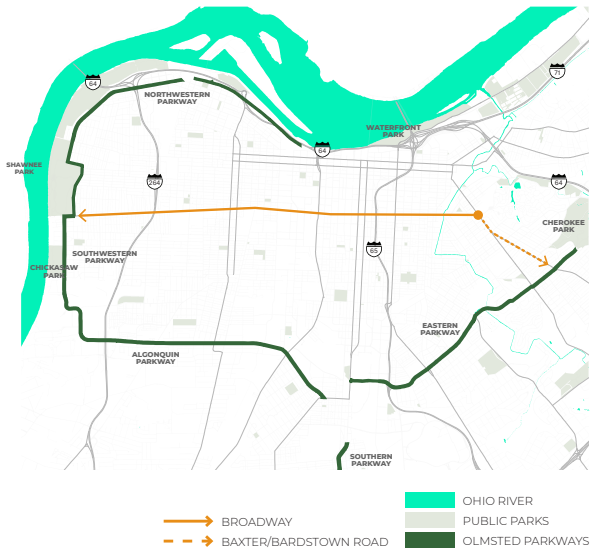 71
64
NORTHWESTERN
PARKWAY
WATERFRONT
PARK
64
SHAWNEE
PARK
264
64
CHEROKEE
PARK
65
SOUTHWESTERN
PARKWAY
CHICKASAW
PARK
EASTERN
PARKWAY
ALGONQUIN
PARKWAY
SOUTHERN
PARKWAY
OHIO RIVER
BROADWAY
PUBLIC PARKS
BAXTER/BARDSTOWN ROAD
OLMSTED PARKWAYS